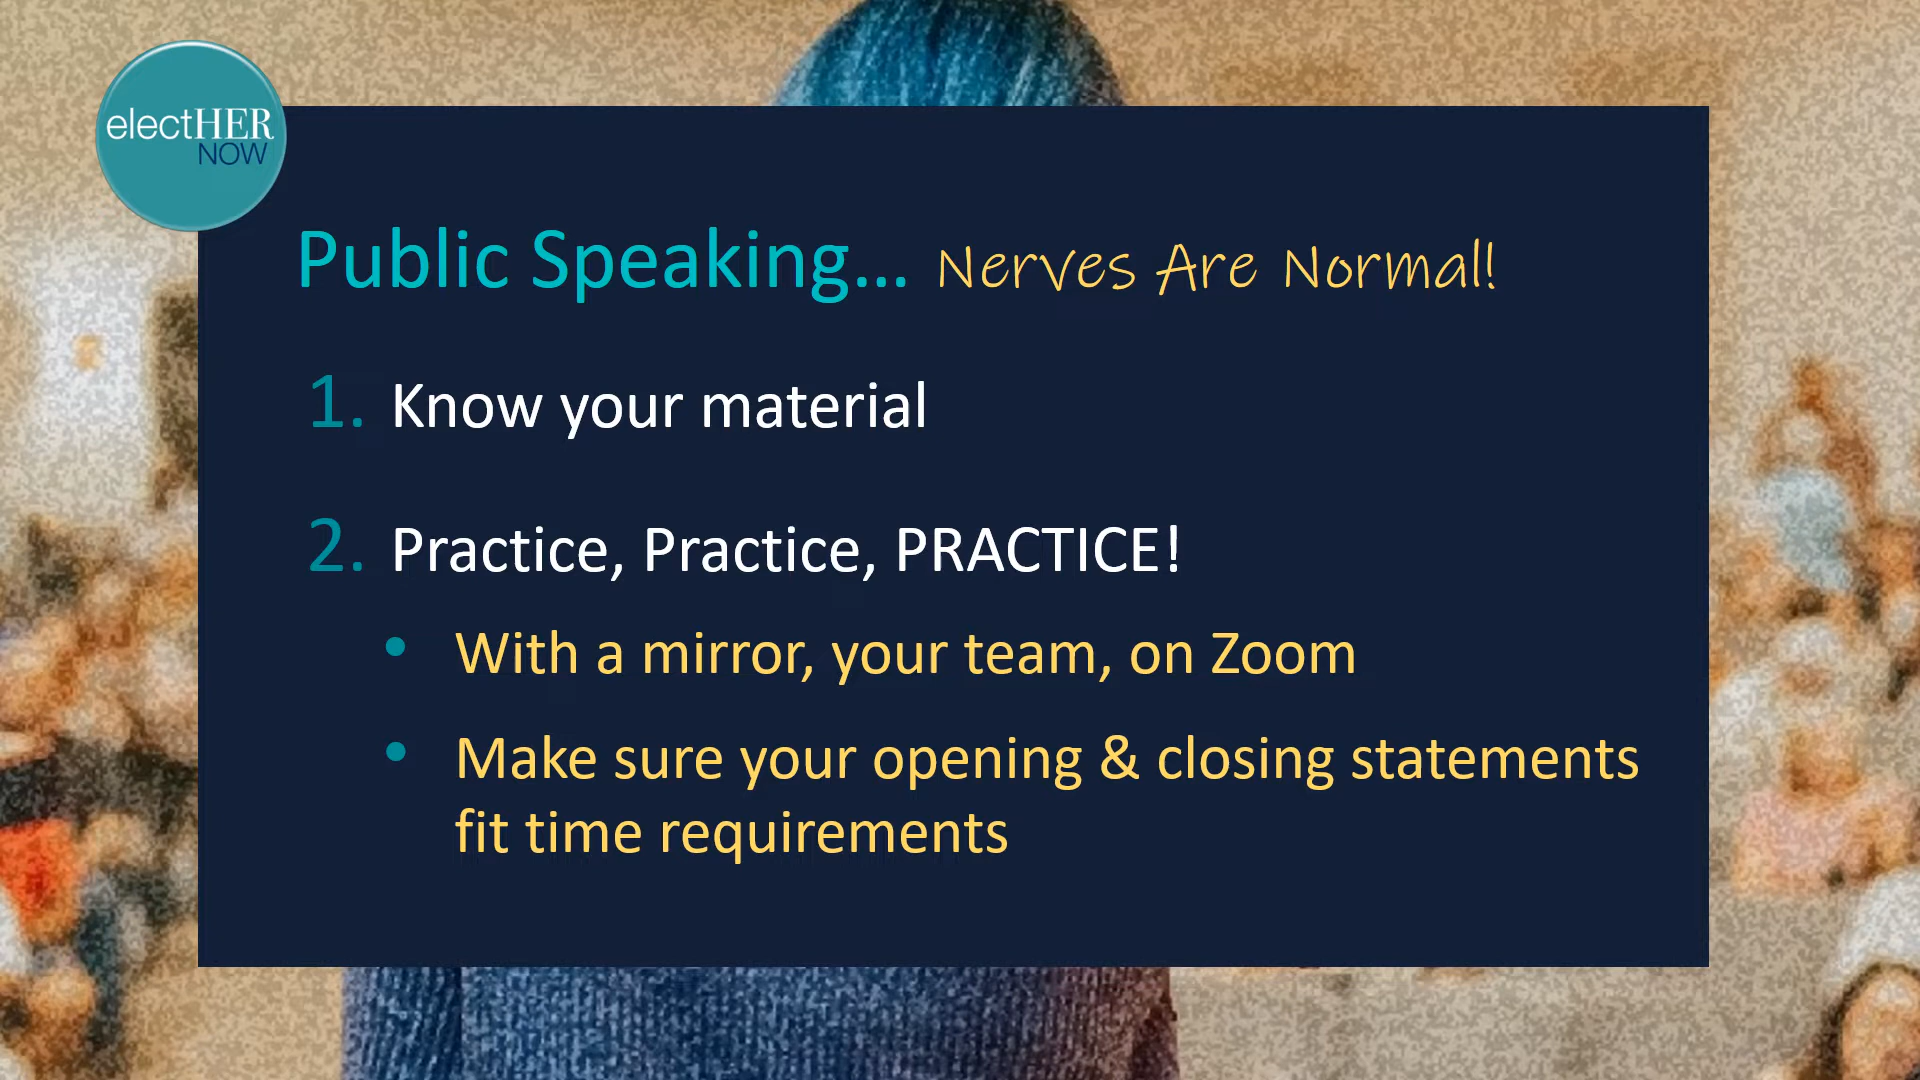 electHER
NOW
Public Speaking... Nerves Are Normal!
1. Know your material
2. Practice, Practice, PRACTICE!
• With a mirror, your team, on Zoom
• Make sure your opening & closing statements
fit time requirements